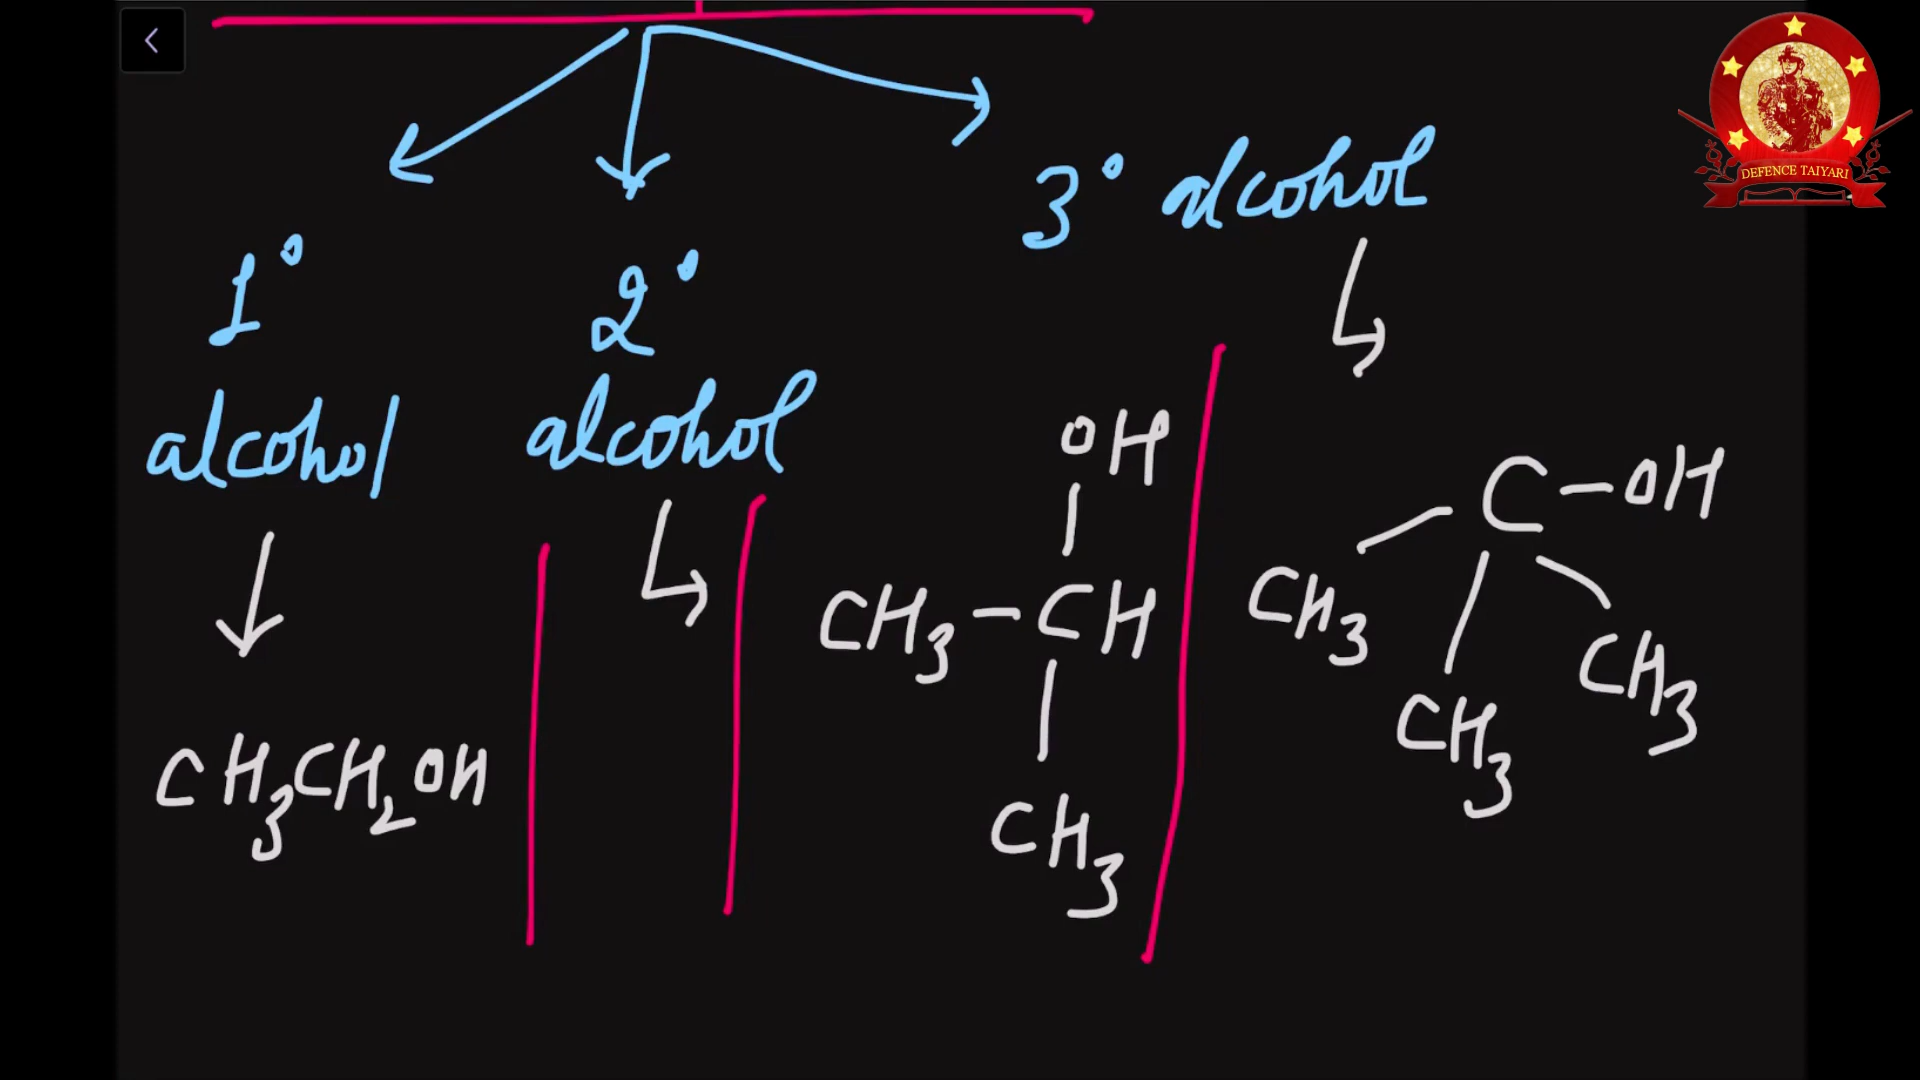 1° alcohol
CH3CH2OH
2° alcohol
OH
CH3-CH
CH3
3° alcohol
C-OH
CH3
CH3
CH3
DEFENCE TAIYARI